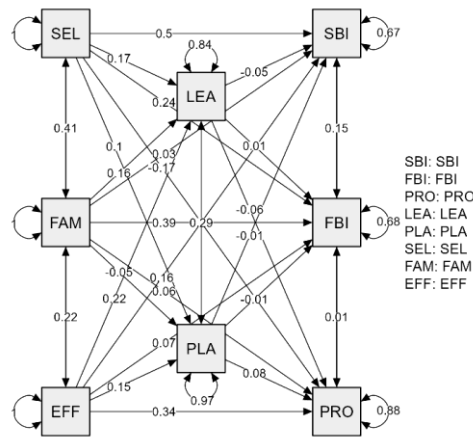 SEL
0.5
SBI
0.67
0.84
0.17
-0.05
LEA
0.24
0.41
0.1
0.01
0.15
0.03
0.16
-0.17
FAM
0.39
0.29
-0.06
FBI
0.68
-0.01
-0.05
0.16
0.06
0.22
0.22
-0.01
0.01
0.07
PLA
0.15
0.08
0.97
EFF
0.34
PRO
0.88
SBI: SBI
FBI: FBI
PRO: PRO
LEA: LEA
PLA: PLA
SEL: SEL
FAM: FAM
EFF: EFF